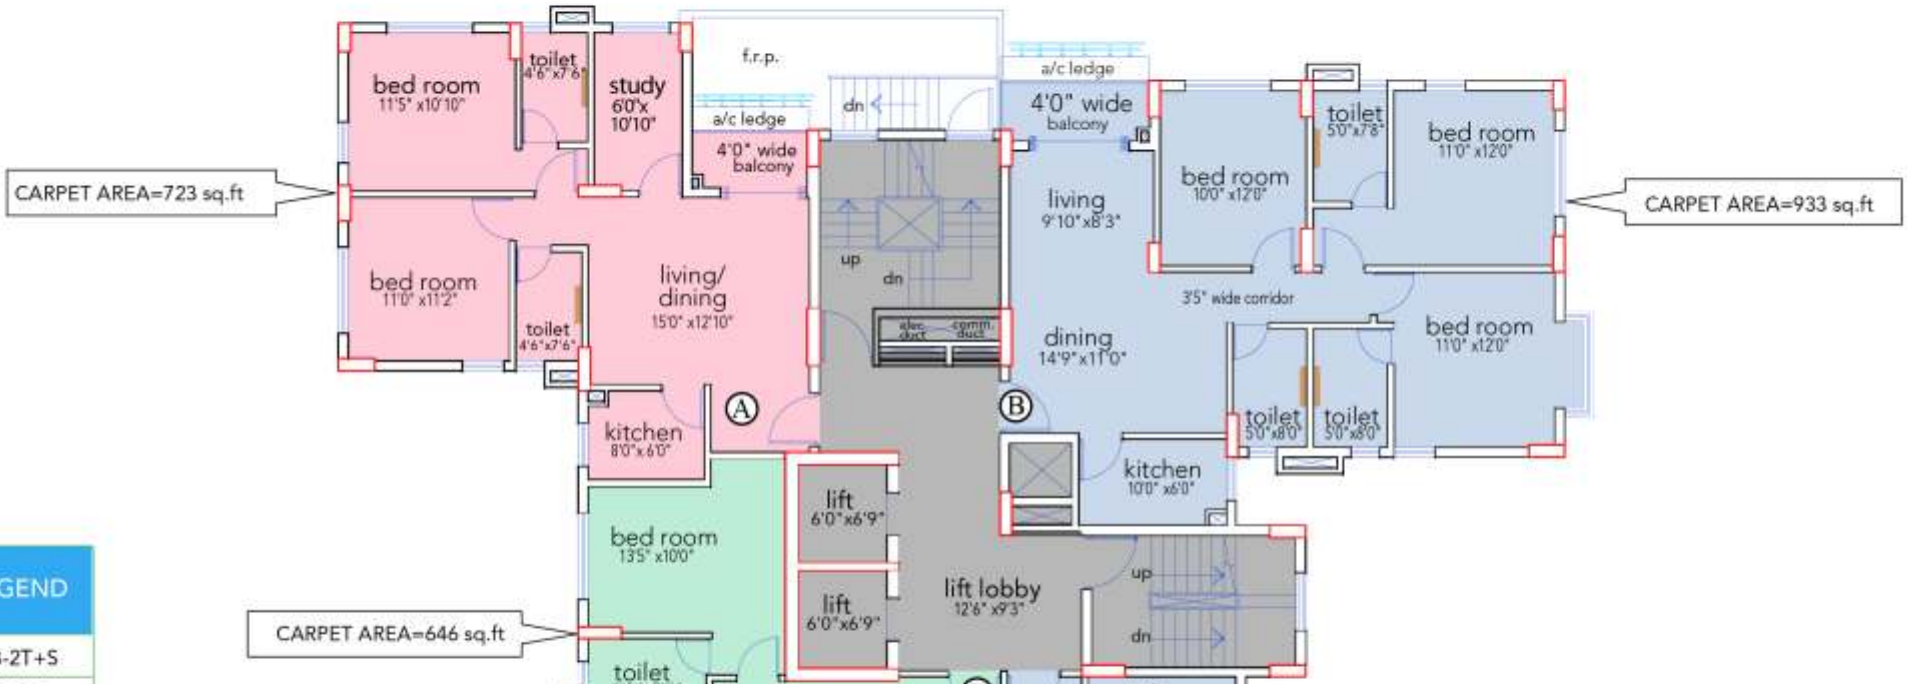 bed room
11'5" x10'10"
toilet
4'6"x7'6"
study
6'0"x
10'10"
f.r.p.
a/c ledge
4'0" wide
balcony
dn
a/c ledge
4'0" wide
balcony
living
9'10"x8'3"
bed room
10'0" x12'0"
toilet
5'0"x7'8"
bed room
11'0" x12'0"
CARPET AREA=723 sq.ft
CARPET AREA=933 sq.ft
bed room
11'0" x11'2"
toilet
4'6"x7'6"
living/
dining
15'0" x12'10"
up
dn
elec.
duct
comm.
duct
3'5" wide corridor
dining
14'9"x11'0"
bed room
11'0" x12'0"
A
B
kitchen
8'0"x 6'0"
toilet
5'0"x8'0"
toilet
5'0"x8'0"
kitchen
10'0" x6'0"
lift
6'0"x6'9"
bed room
13'5" x10'0"
lift
6'0"x6'9"
lift lobby
12'6" x9'3"
up
dn
GEND
-2T+S
CARPET AREA=646 sq.ft
toilet